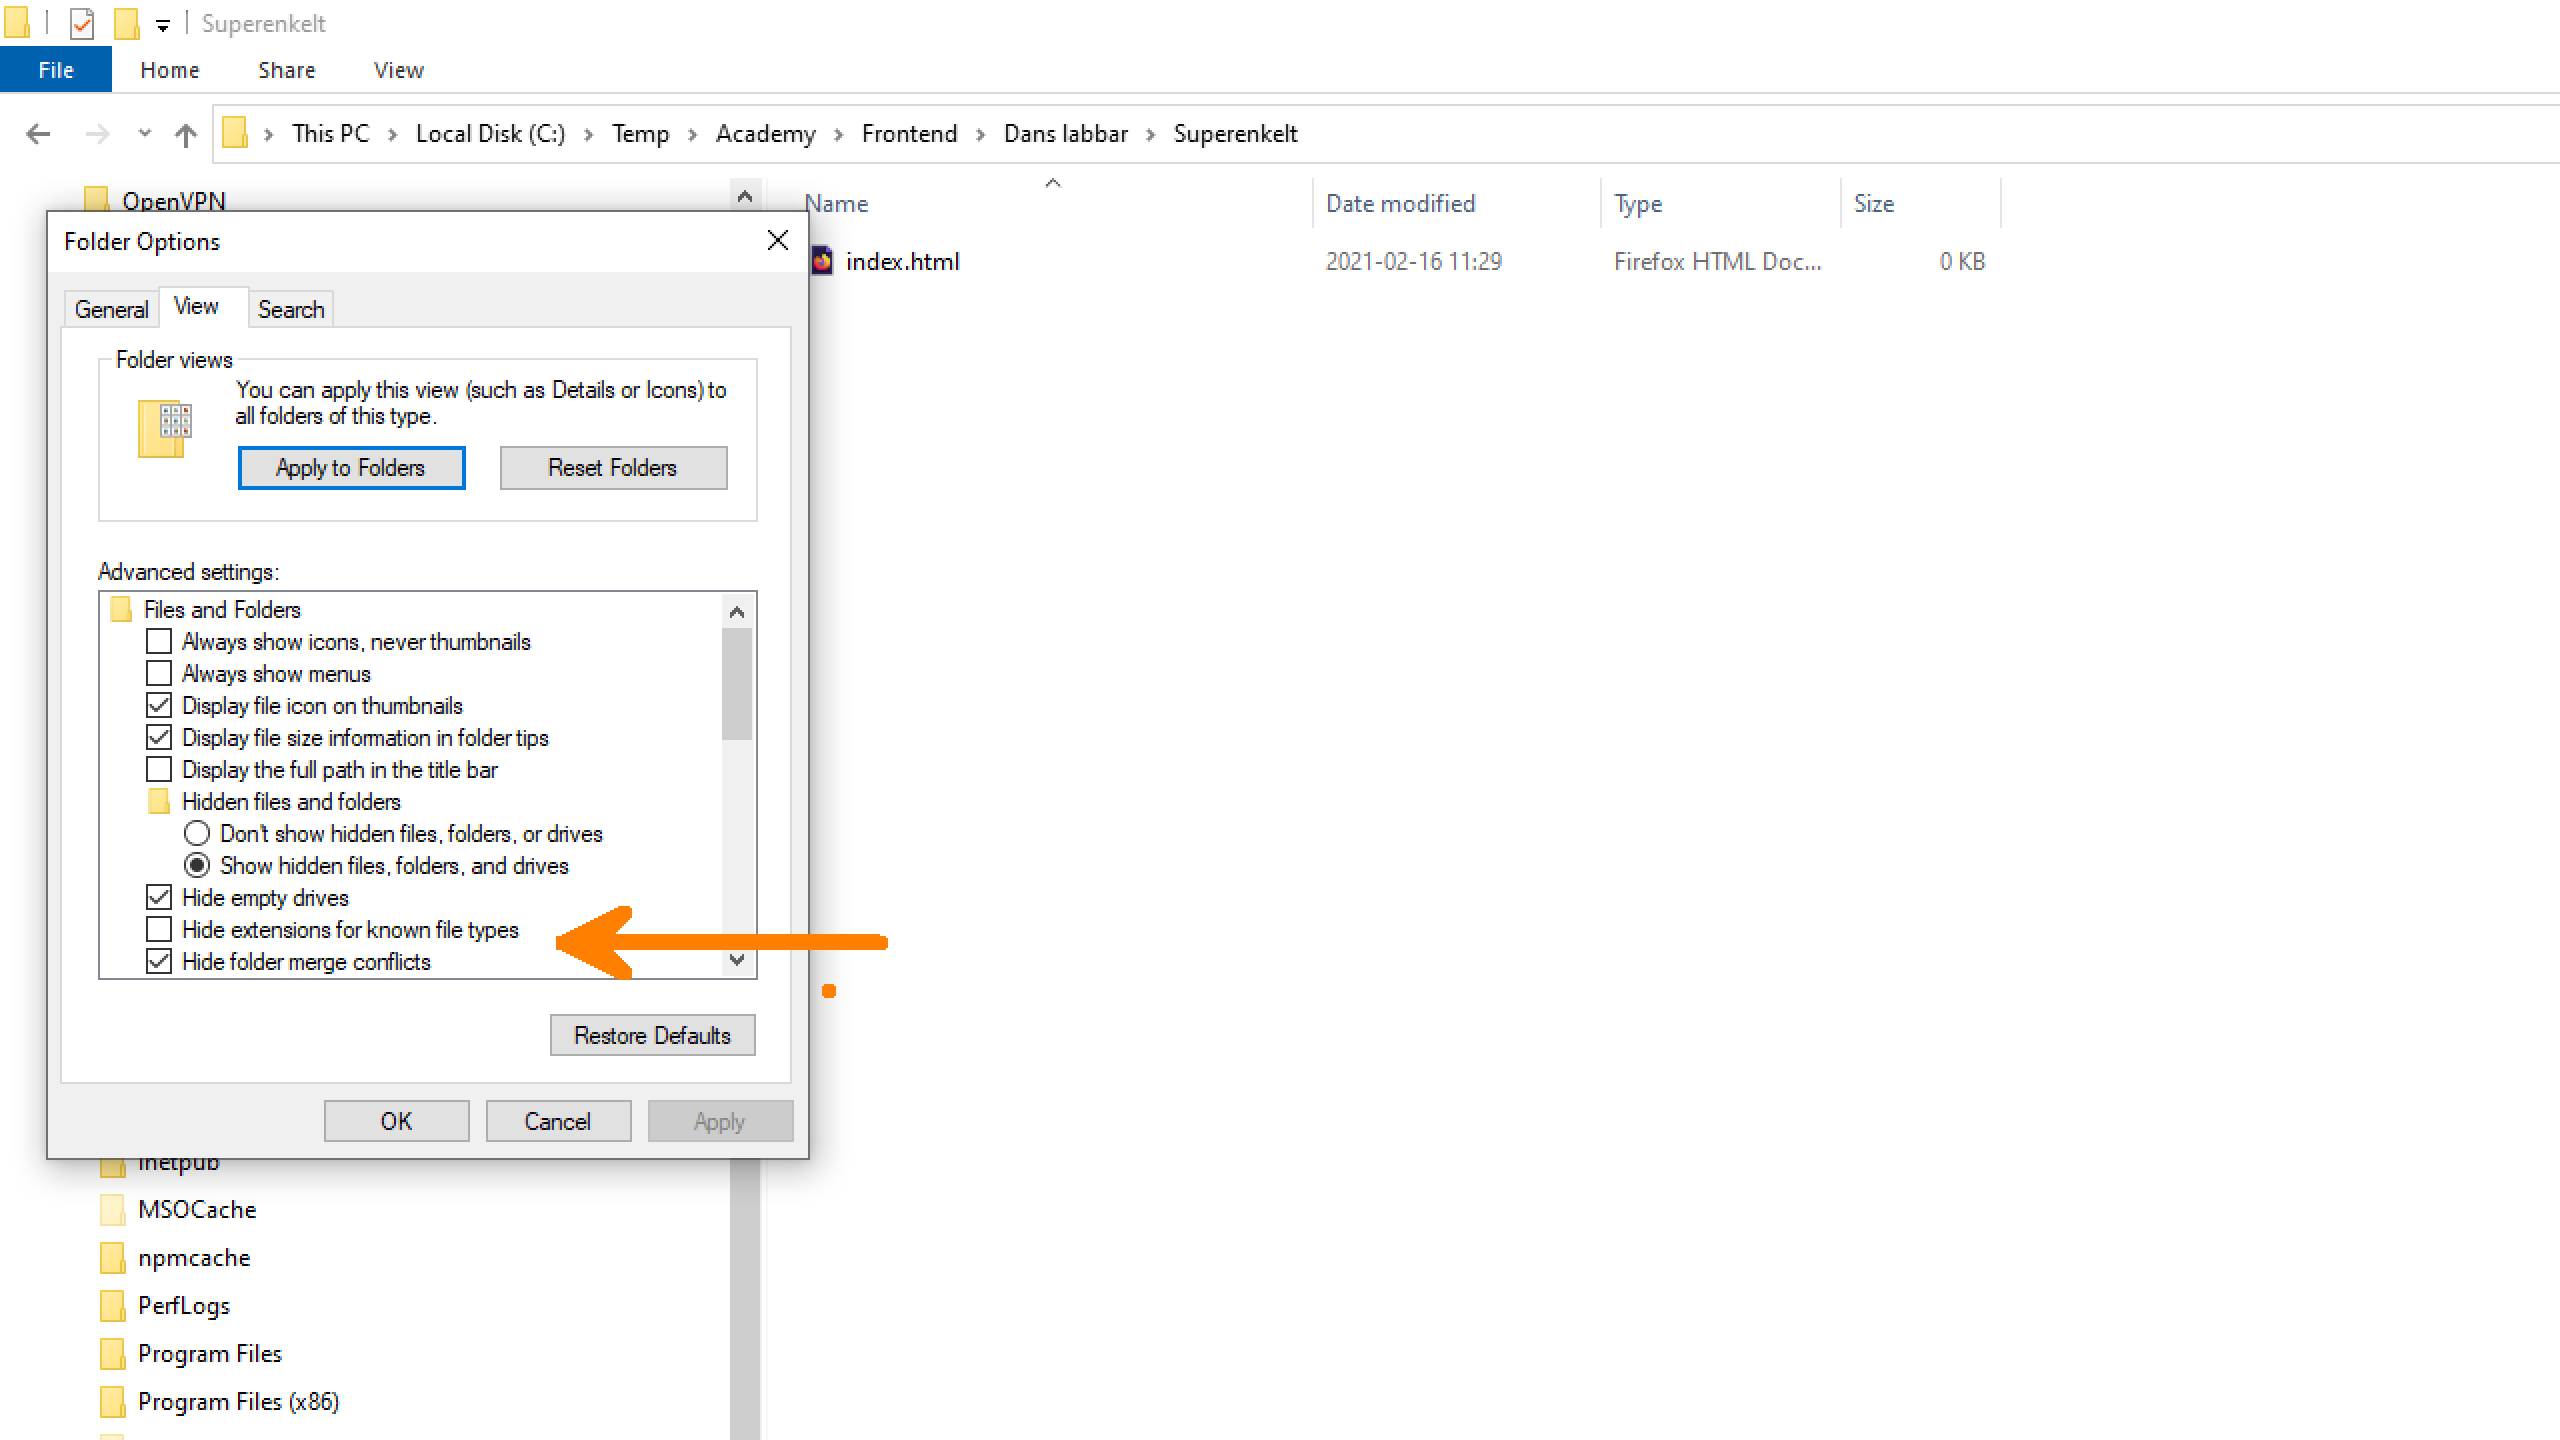 Superenkelt
File Home Share View
This PC Local Disk (C:) Temp Academy Frontend Dans labbar Superenkelt
OpenVPN
Name Date modified Type Size
index.html 2021-02-16 11:29 Firefox HTML Doc... 0 KB
Folder Options
General View Search
Folder views
You can apply this view (such as Details or Icons) to
all folders of this type.
Apply to Folders Reset Folders
Advanced settings:
Files and Folders
Always show icons, never thumbnails
Always show menus
Display file icon on thumbnails
Display file size information in folder tips
Display the full path in the title bar
Hidden files and folders
Don't show hidden files, folders, or drives
Show hidden files, folders, and drives
Hide empty drives
Hide extensions for known file types
Hide folder merge conflicts
Restore Defaults
OK Cancel Apply
inetpub
MSOCache
npmcache
PerfLogs
Program Files
Program Files (x86)